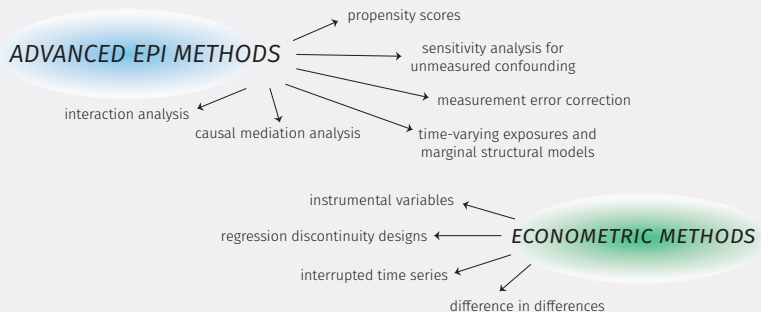 propensity scores
ADVANCED EPI METHODS
sensitivity analysis for
unmeasured confounding
measurement error correction
interaction analysis
causal mediation analysis
time-varying exposures and
marginal structural models
instrumental variables
regression discontinuity designs
ECONOMETRIC METHODS
interrupted time series
difference in differences